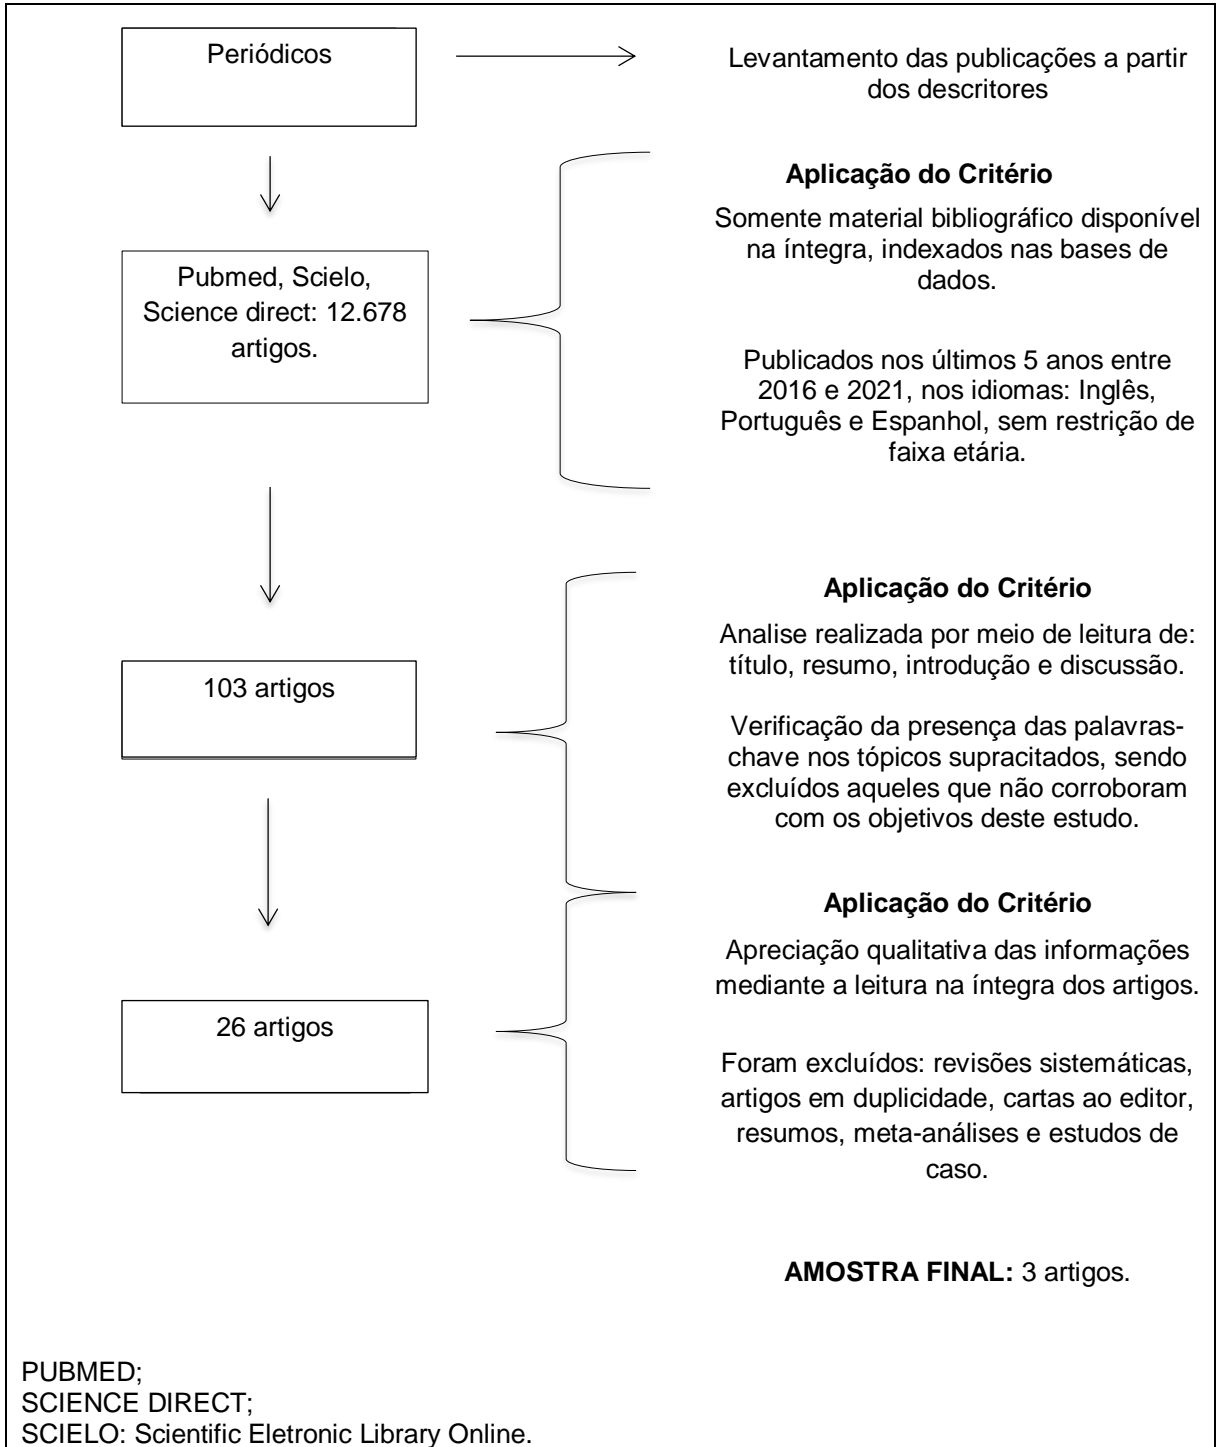 Periódicos
Levantamento das publicações a partir
dos descritores
Aplicação do Critério
Somente material bibliográfico disponível
na íntegra, indexados nas bases de
dados.
Pubmed, Scielo,
Science direct: 12.678
artigos.
Publicados nos últimos 5 anos entre
2016 e 2021, nos idiomas: Inglês,
Português e Espanhol, sem restrição de
faixa etária.
Aplicação do Critério
Analise realizada por meio de leitura de:
título, resumo, introdução e discussão.
103 artigos
Verificação da presença das palavras-
chave nos tópicos supracitados, sendo
excluídos aqueles que não corroboram
com os objetivos deste estudo.
Aplicação do Critério
Apreciação qualitativa das informações
mediante a leitura na íntegra dos artigos.
26 artigos
Foram excluídos: revisões sistemáticas,
artigos em duplicidade, cartas ao editor,
resumos, meta-análises e estudos de
caso.
AMOSTRA FINAL: 3 artigos.
PUBMED;
SCIENCE DIRECT;
SCIELO: Scientific Eletronic Library Online.